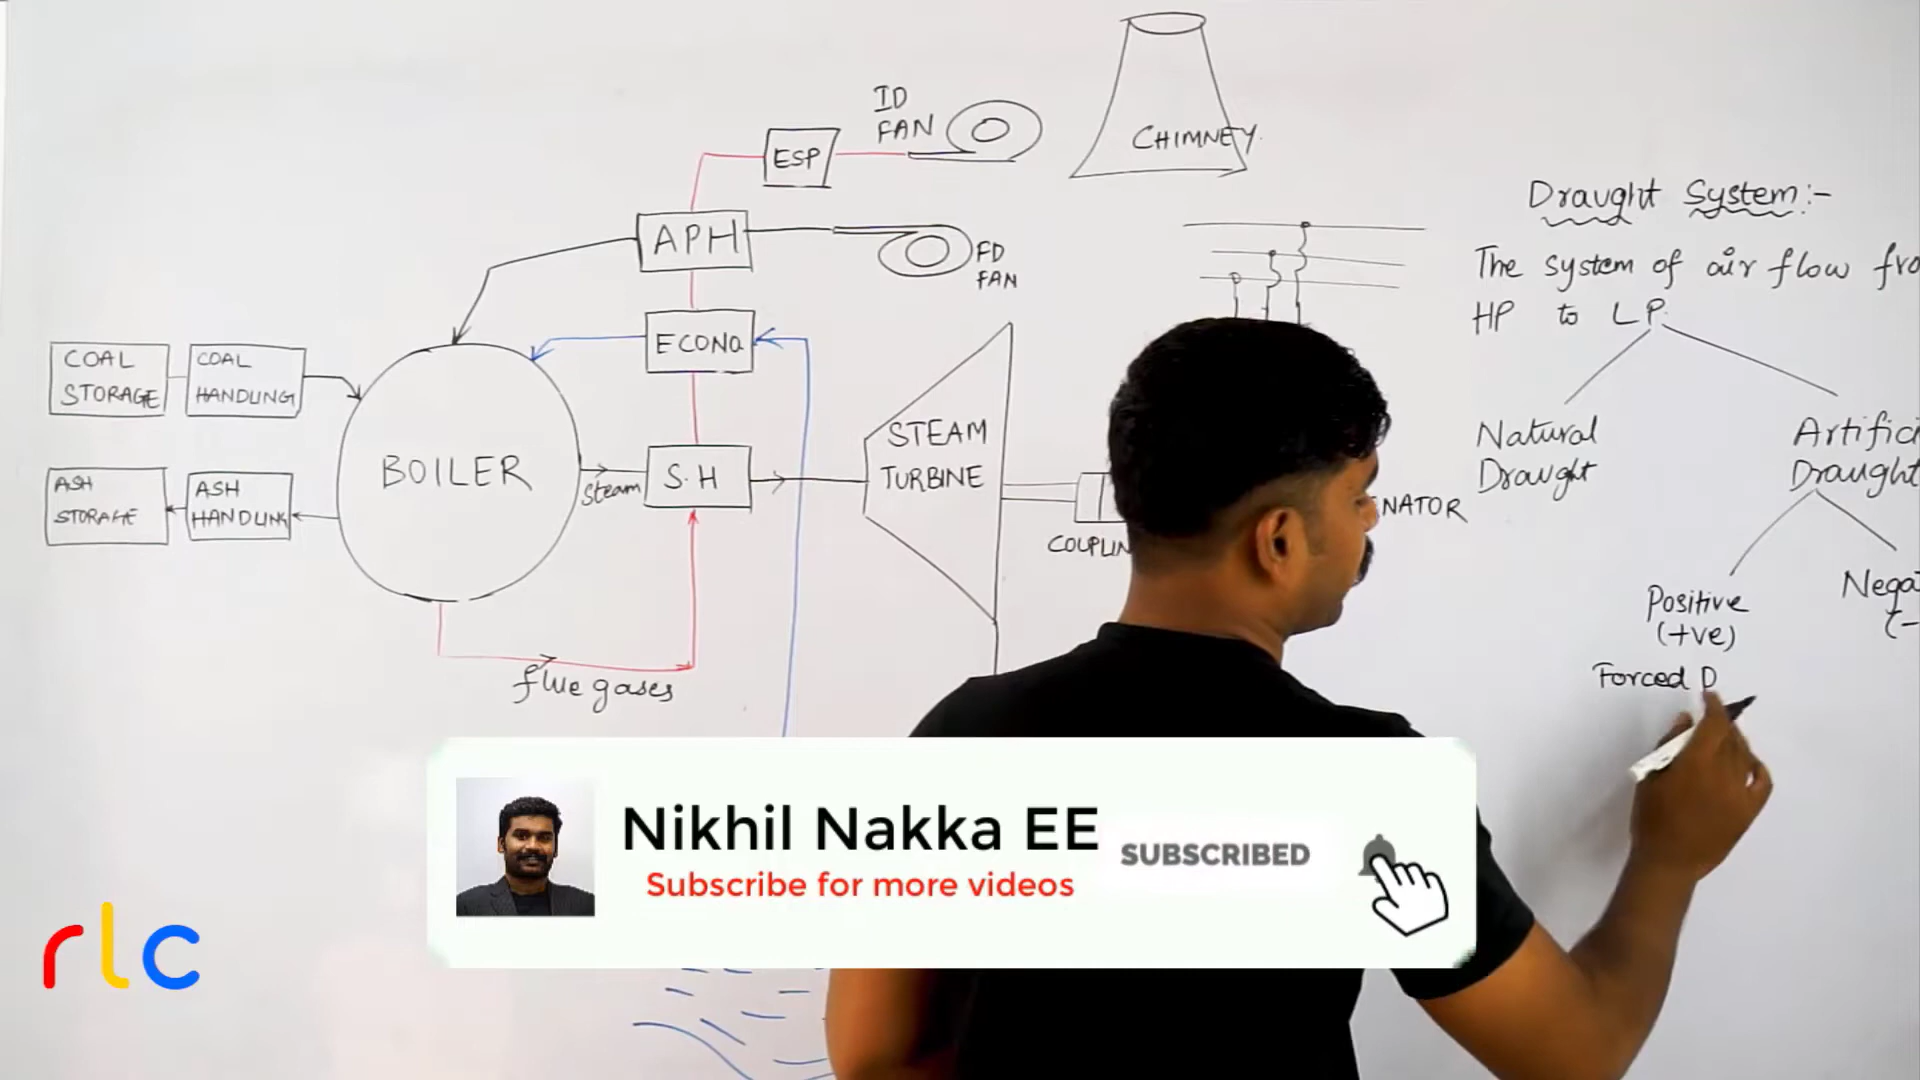 ID
FAN
ESP
CHIMNEY.
APH
FD
FAN
ECONO
COAL
STORAGE
COAL
HANDLING
BOILER
Steam
S.H
STEAM
TURBINE
ASH
STORAGE
ASH
HANDLING
COUPLIN
NATOR
flue gases
Draught System:-
The system of air flow fro
HP to LP.
Natural
Draught
Artifici
Draught
Positive
(+ve)
Nega
(-
Forced D
Nikhil Nakka EE
Subscribe for more videos
SUBSCRIBED
rlc